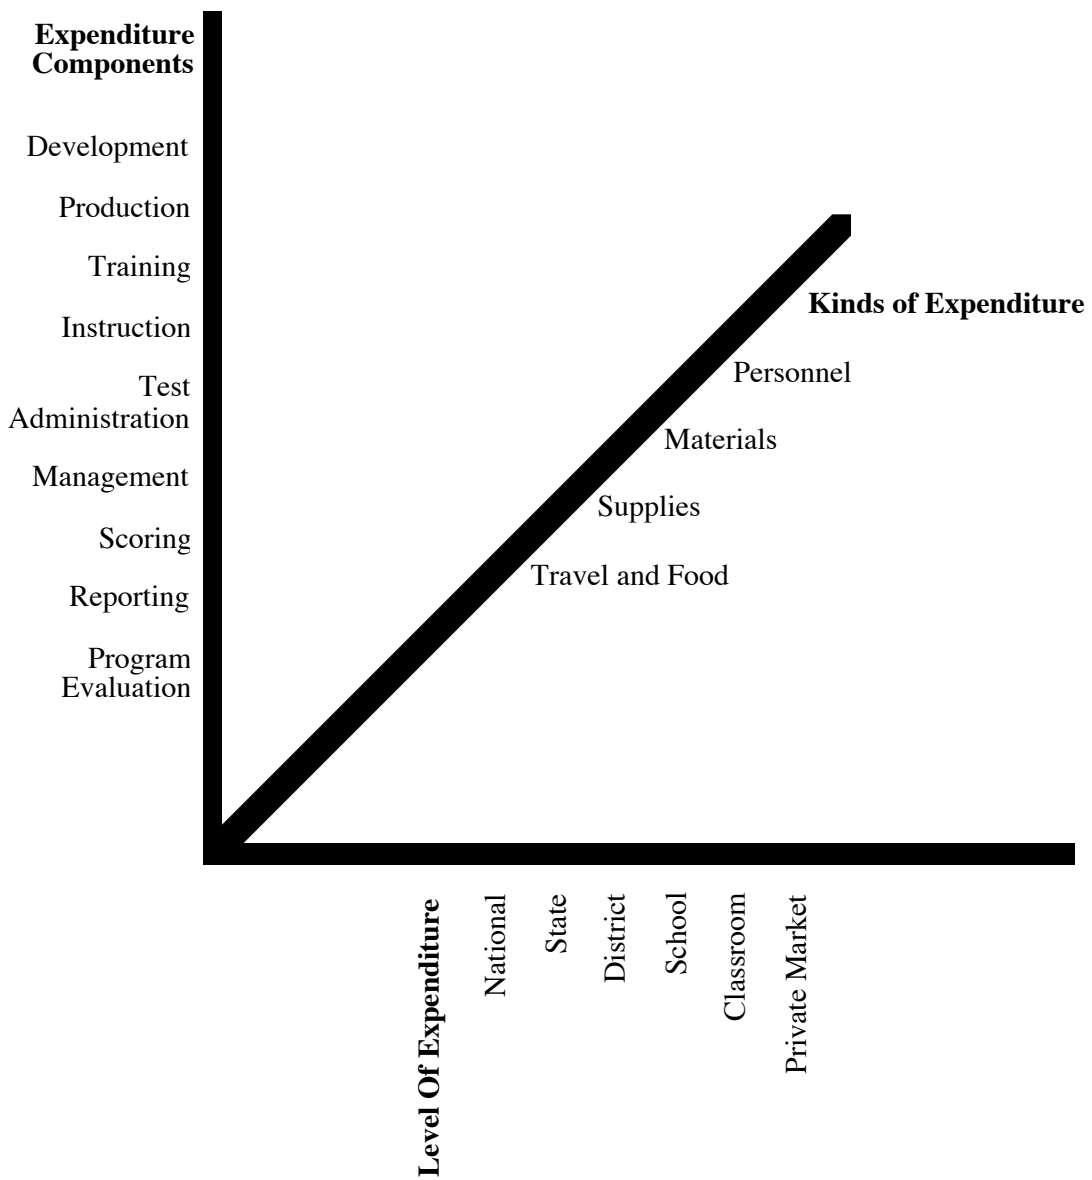 Expenditure
Components
Development
Production
Training
Instruction
Test
Administration
Management
Scoring
Reporting
Program
Evaluation
Kinds of Expenditure
Personnel
Materials
Supplies
Travel and Food
Level Of Expenditure
National
State
District
School
Classroom
Private Market